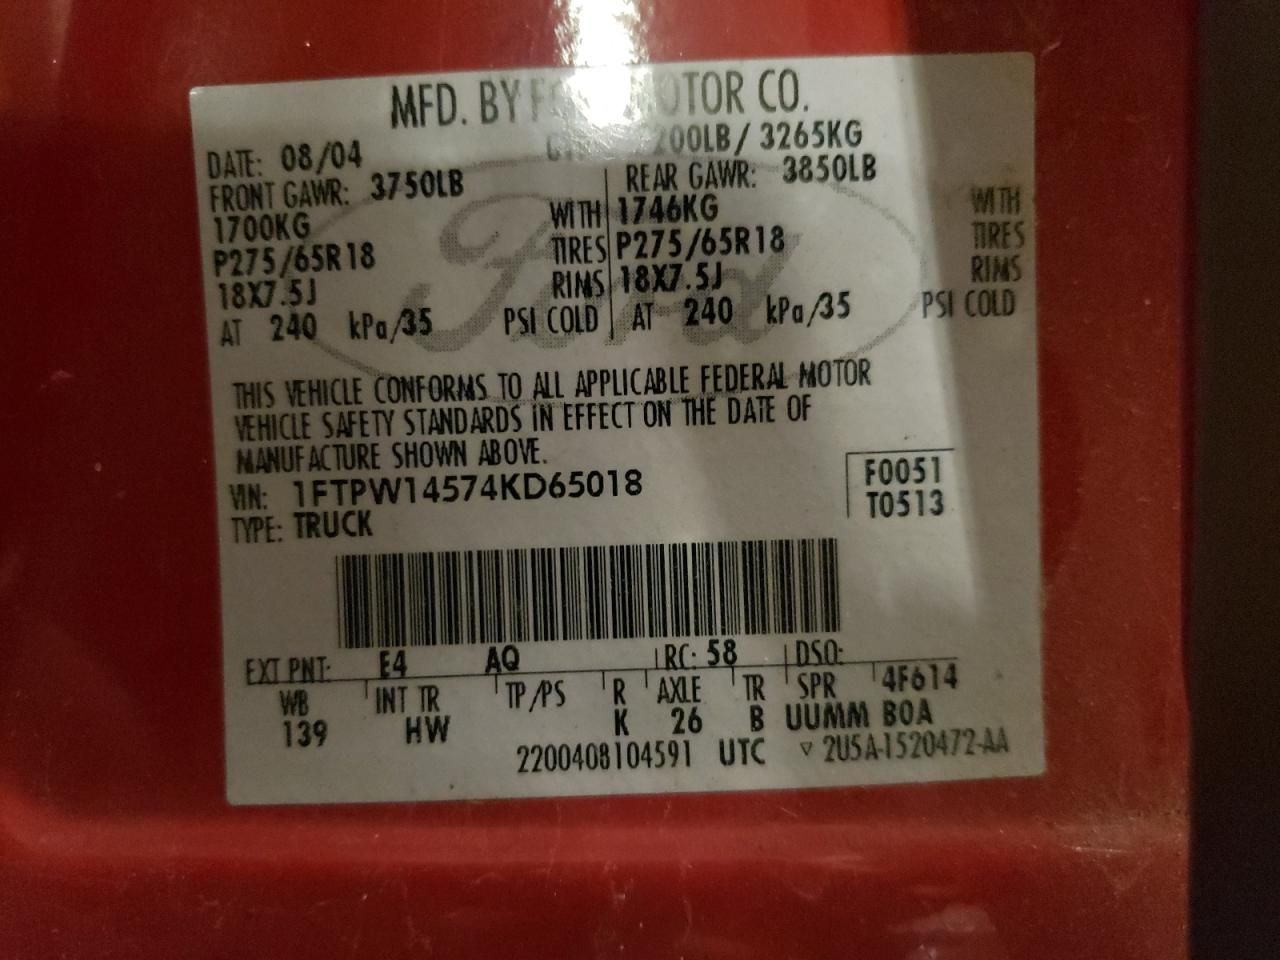 MFD. BY FORD MOTOR CO.
DATE: 08/04 200LB/ 3265KG
FRONT GAWR: 3750LB REAR GAWR: 3850LB
1700KG WITH 1746KG WITH
P275/65R18 TIRES P275/65R18 TIRES
18X7.5J RIMS 18X7.5J RIMS
AT 240 kPa/35 PSI COLD AT 240 kPa/35 PSI COLD
Ford
THIS VEHICLE CONFORMS TO ALL APPLICABLE FEDERAL MOTOR
VEHICLE SAFETY STANDARDS IN EFFECT ON THE DATE OF
MANUFACTURE SHOWN ABOVE.
VIN: 1FTPW14574KD65018 F0051
TYPE: TRUCK T0513
EXT PNT: E4 AQ RC: 58 DSO:
WB INT TR TP/PS R AXLE TR SPR 4F614
139 HW K 26 B UUMM BOA
2200408104591 UTC ▽ 2U5A-1520472-AA